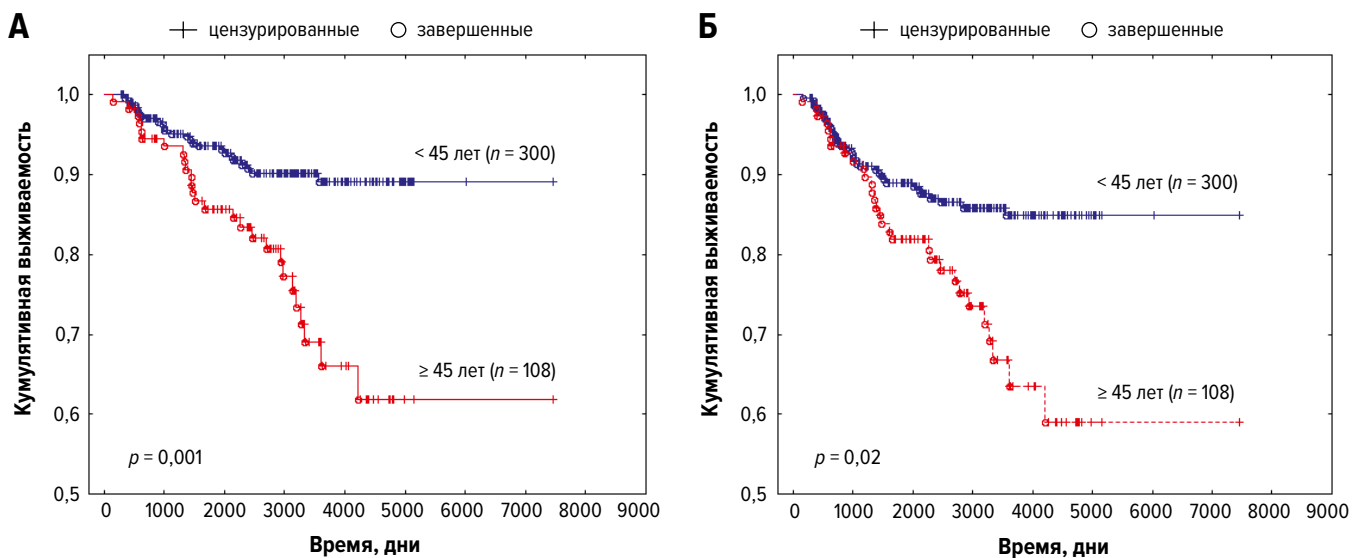 А
цензурированные завершенные
Кумулятивная выживаемость
1,0
0,9
0,8
0,7
0,6
0,5
< 45 лет (n = 300)
≥ 45 лет (n = 108)
p = 0,001
0 1000 2000 3000 4000 5000 6000 7000 8000 9000
Время, дни
Б
цензурированные завершенные
Кумулятивная выживаемость
1,0
0,9
0,8
0,7
0,6
0,5
< 45 лет (n = 300)
≥ 45 лет (n = 108)
p = 0,02
0 1000 2000 3000 4000 5000 6000 7000 8000 9000
Время, дни